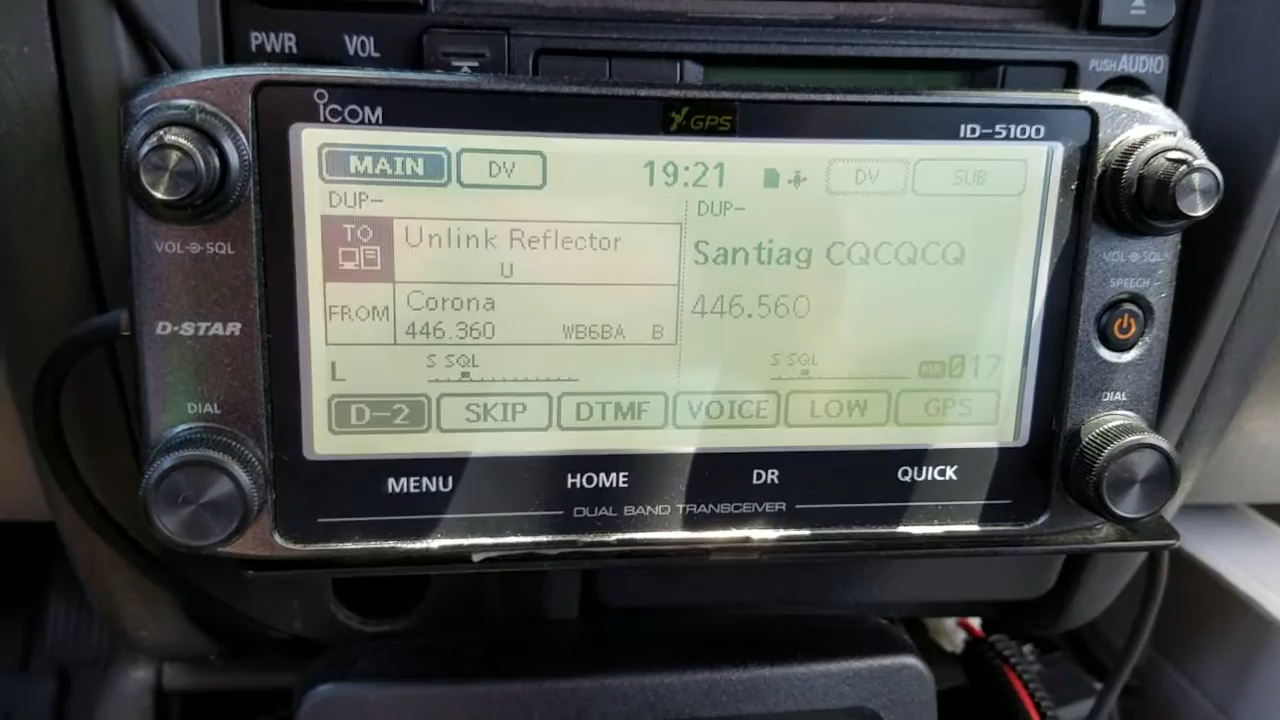 PWR VOL
PUSH AUDIO
ICOM
GPS
ID-5100
MAIN DV 19:21 DV SUB
DUP-
DUP-
TO
Unlink Reflector
U
Santiag CQCQCQ
FROM
Corona
446.360 WB6BA B
446.560
L
S SQL
S SQL
MR 017
D-2 SKIP DTMF VOICE LOW GPS
MENU HOME DR QUICK
DUAL BAND TRANSCEIVER
VOL SQL
D-STAR
DIAL
VOL SQL
SPEECH
DIAL